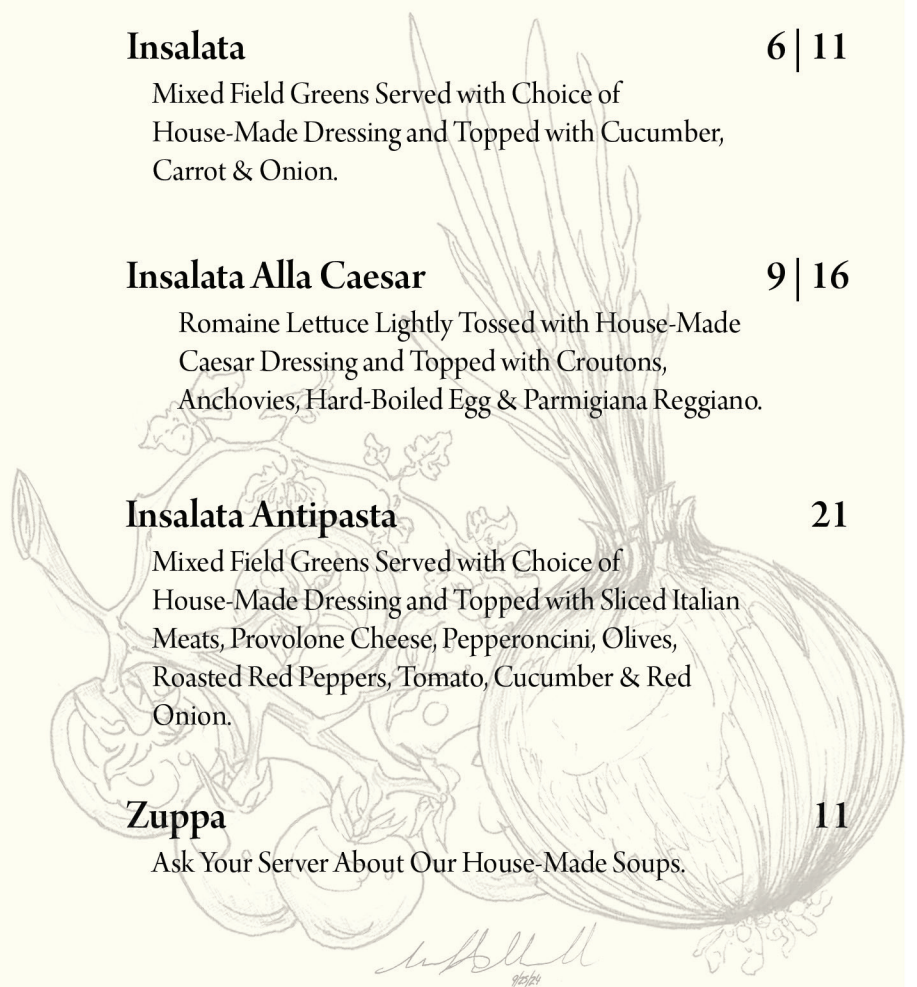 Insalata 6 | 11
Mixed Field Greens Served with Choice of
House-Made Dressing and Topped with Cucumber,
Carrot & Onion.
Insalata Alla Caesar 9 | 16
Romaine Lettuce Lightly Tossed with House-Made
Caesar Dressing and Topped with Croutons,
Anchovies, Hard-Boiled Egg & Parmigiana Reggiano.
Insalata Antipasta 21
Mixed Field Greens Served with Choice of
House-Made Dressing and Topped with Sliced Italian
Meats, Provolone Cheese, Pepperoncini, Olives,
Roasted Red Peppers, Tomato, Cucumber & Red
Onion.
Zuppa 11
Ask Your Server About Our House-Made Soups.
9/25/24